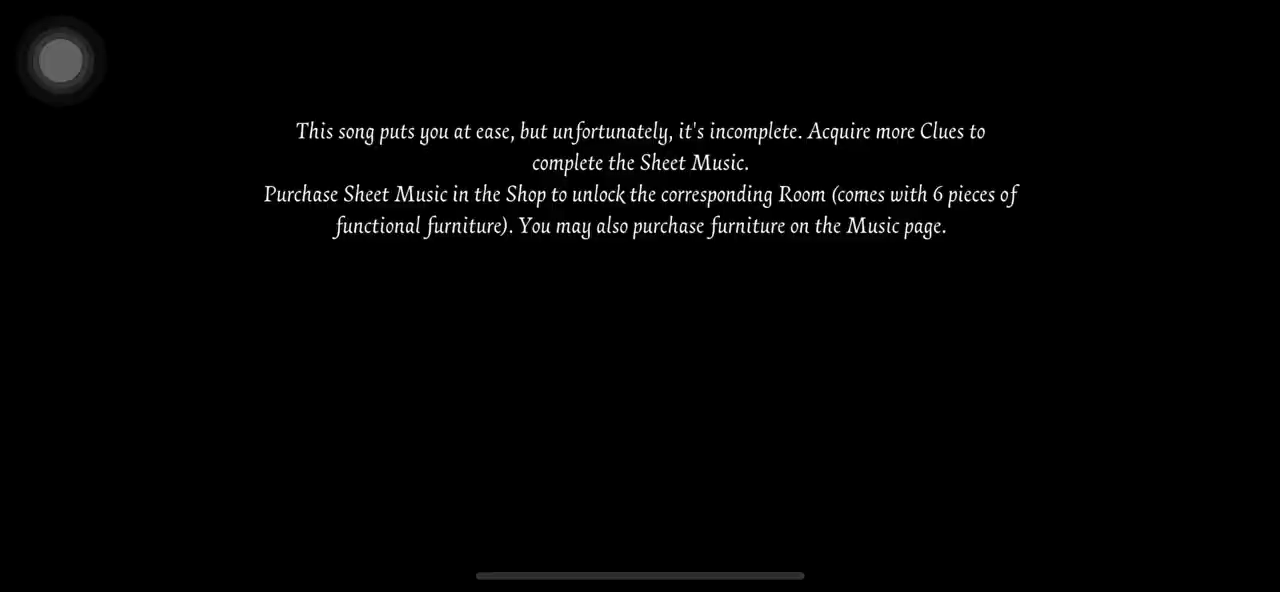 This song puts you at ease, but unfortunately, it's incomplete. Acquire more Clues to
complete the Sheet Music.
Purchase Sheet Music in the Shop to unlock the corresponding Room (comes with 6 pieces of
functional furniture). You may also purchase furniture on the Music page.